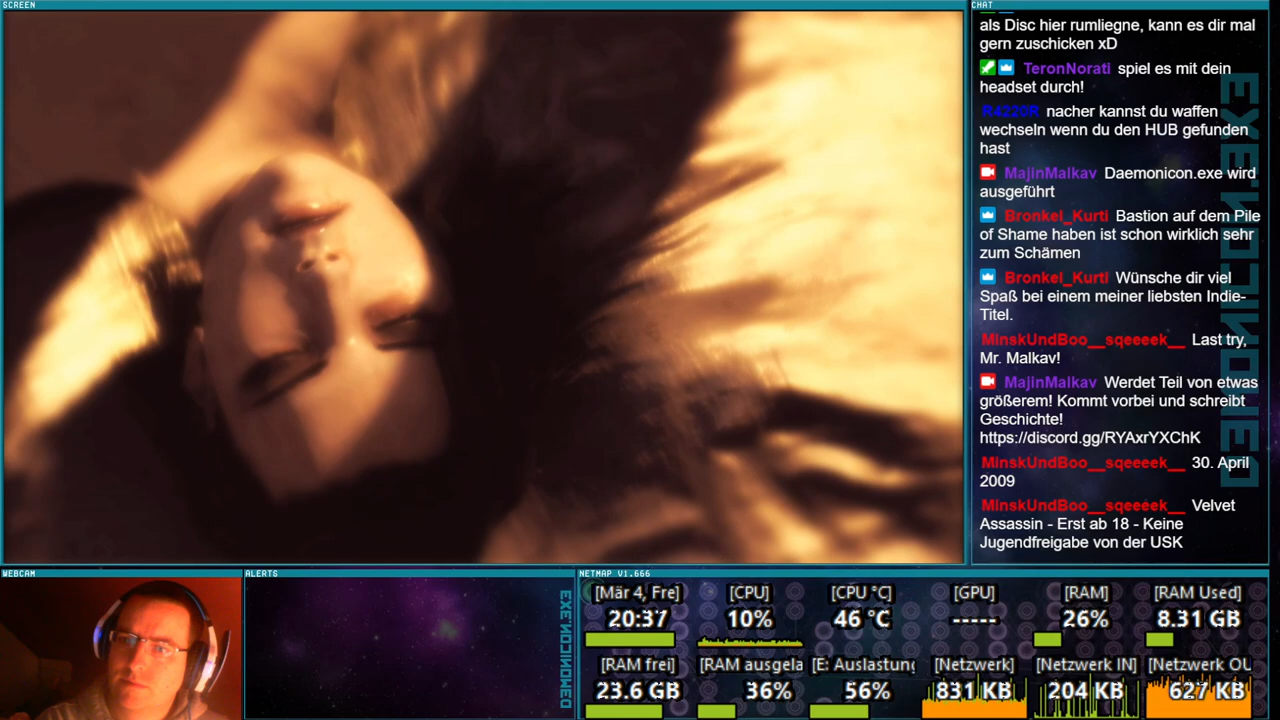 SCREEN
CHAT
als Disc hier rumliegne, kann es dir mal
gern zuschicken xD
TeronNorati spiel es mit dein
headset durch!
R4220R nacher kannst du waffen
wechseln wenn du den HUB gefunden
hast
MajinMalkav Daemonicon.exe wird
ausgeführt
Bronkel_Kurti Bastion auf dem Pile
of Shame haben ist schon wirklich sehr
zum Schämen
Bronkel_Kurti Wünsche dir viel
Spaß bei einem meiner liebsten Indie-
Titel.
MinskUndBoo__sqeeeek__ Last try,
Mr. Malkav!
MajinMalkav Werdet Teil von etwas
größerem! Kommt vorbei und schreibt
Geschichte!
https://discord.gg/RYAxrYXChK
MinskUndBoo__sqeeeek__ 30. April
2009
MinskUndBoo__sqeeeek__ Velvet
Assassin - Erst ab 18 - Keine
Jugendfreigabe von der USK
WEBCAM
ALERTS
NETMAP V1.666
[Mär 4, Fre] [CPU] [CPU °C] [GPU] [RAM] [RAM Used]
20:37 10% 46 °C ----- 26% 8.31 GB
[RAM frei] [RAM ausgela [E: Auslastung [Netzwerk] [Netzwerk IN] [Netzwerk OU
23.6 GB 36% 56% 831 KB 204 KB 627 KB